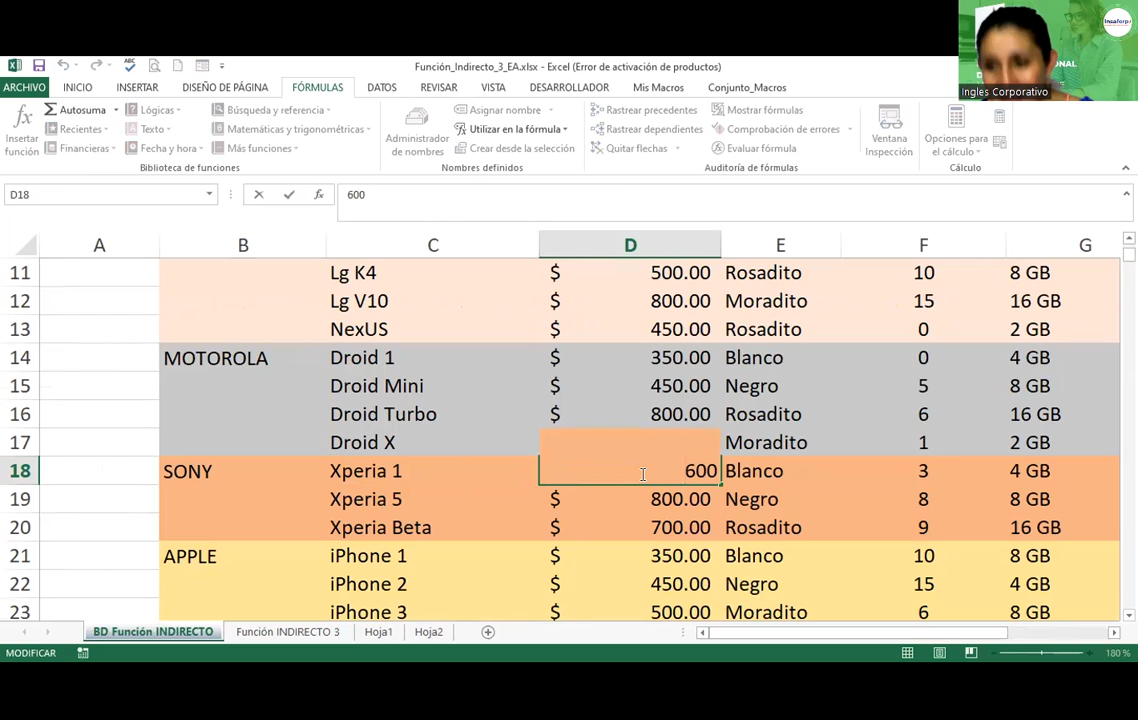 Función_Indirecto_3_EA.xlsx - Excel (Error de activación de productos)
ARCHIVO INICIO INSERTAR DISEÑO DE PÁGINA FÓRMULAS DATOS REVISAR VISTA DESARROLLADOR Mis Macros Conjunto_Macros
Insertar función
Autosuma
Recientes
Financieras
Lógicas
Texto
Fecha y hora
Búsqueda y referencia
Matemáticas y trigonométricas
Más funciones
Biblioteca de funciones
Administrador de nombres
Asignar nombre
Utilizar en la fórmula
Crear desde la selección
Nombres definidos
Rastrear precedentes
Rastrear dependientes
Quitar flechas
Mostrar fórmulas
Comprobación de errores
Evaluar fórmula
Auditoría de fórmulas
Ventana Inspección
Opciones para el cálculo
Cálculo
Insaforp
ONAL
Ingles Corporativo
D18 fx 600
A B C D E F G
11 Lg K4 $ 500.00 Rosadito 10 8 GB
12 Lg V10 $ 800.00 Moradito 15 16 GB
13 NexUS $ 450.00 Rosadito 0 2 GB
14 MOTOROLA Droid 1 $ 350.00 Blanco 0 4 GB
15 Droid Mini $ 450.00 Negro 5 8 GB
16 Droid Turbo $ 800.00 Rosadito 6 16 GB
17 Droid X Moradito 1 2 GB
18 SONY Xperia 1 600 Blanco 3 4 GB
19 Xperia 5 $ 800.00 Negro 8 8 GB
20 Xperia Beta $ 700.00 Rosadito 9 16 GB
21 APPLE iPhone 1 $ 350.00 Blanco 10 8 GB
22 iPhone 2 $ 450.00 Negro 15 4 GB
23 iPhone 3 $ 500.00 Moradito 6 8 GB
BD Función INDIRECTO Función INDIRECTO 3 Hoja1 Hoja2
MODIFICAR 180 %